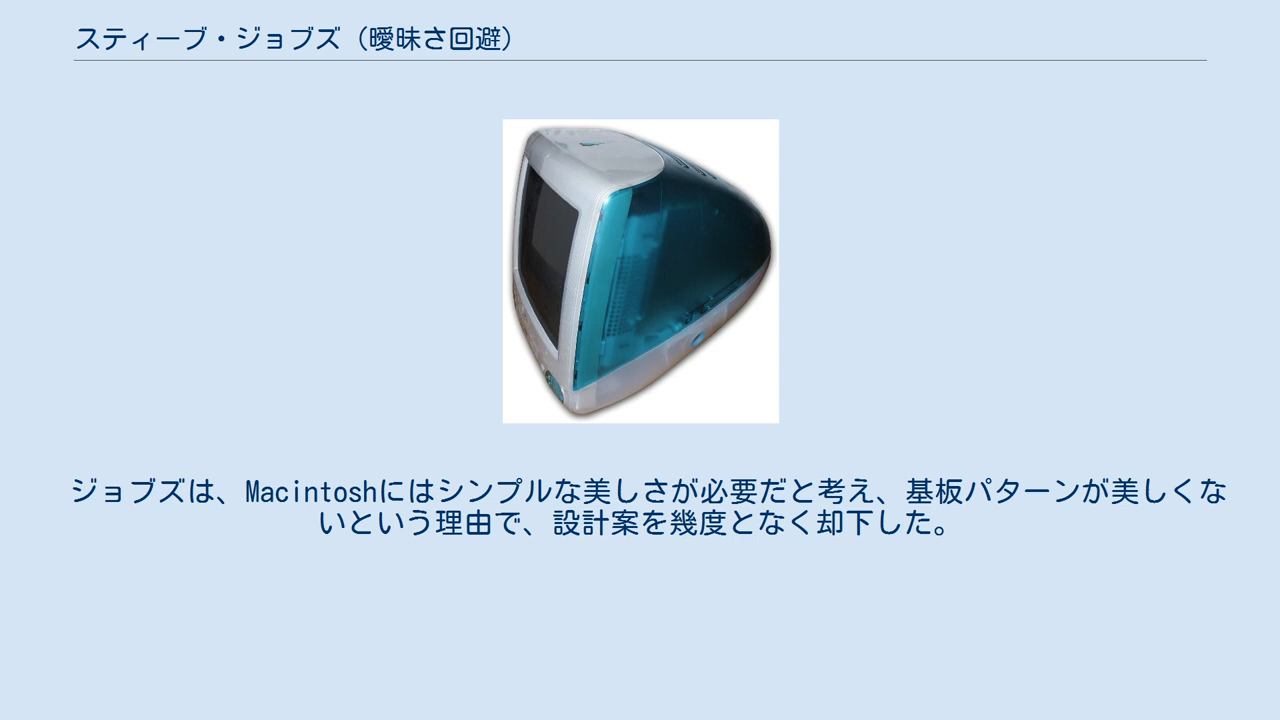 スティーブ・ジョブズ（曖昧さ回避）
ジョブズは、Macintoshにはシンプルな美しさが必要だと考え、基板パターンが美しくな
いという理由で、設計案を幾度となく却下した。